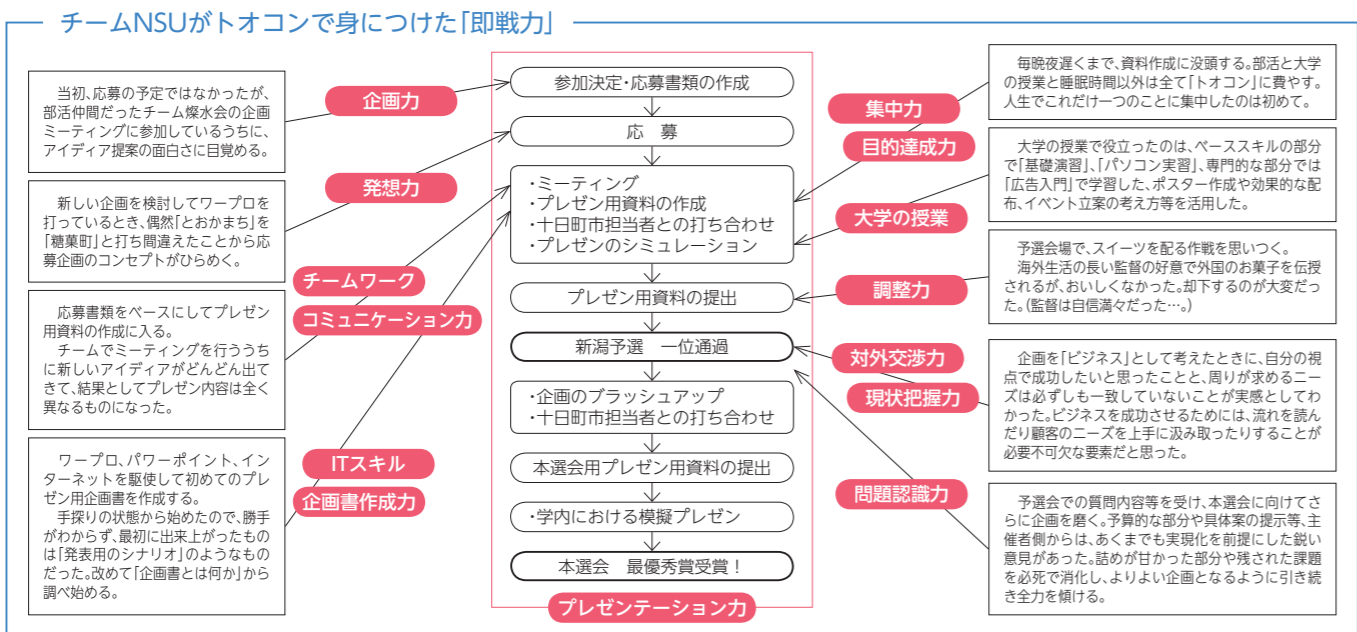 チームNSUがトオコンで身につけた「即戦力」
当初、応募の予定ではなかったが、
部活仲間だったチーム燦水会の企画
ミーティングに参加しているうちに、
アイディア提案の面白さに目覚める。
新しい企画を検討してワープロを
打っているとき、偶然「とおかまち」を
「糖菓町」と打ち間違えたことから応
募企画のコンセプトがひらめく。
応募書類をベースにしてプレゼン
用資料の作成に入る。
チームでミーティングを行ううち
に新しいアイディアがどんどん出て
きて、結果としてプレゼン内容は全く
異なるものになった。
ワープロ、パワーポイント、イン
ターネットを駆使して初めてのプレ
ゼン用企画書を作成する。
手探りの状態から始めたので、勝手
がわからず、最初に出来上がったもの
は「発表用のシナリオ」のようなもの
だった。改めて「企画書とは何か」から
調べ始める。
企画力
発想力
チームワーク
コミュニケーション力
ITスキル
企画書作成力
参加決定・応募書類の作成
応 募
・ミーティング
・プレゼン用資料の作成
・十日町市担当者との打ち合わせ
・プレゼンのシミュレーション
プレゼン用資料の提出
新潟予選 一位通過
・企画のブラッシュアップ
・十日町市担当者との打ち合わせ
本選会用プレゼン用資料の提出
・学内における模擬プレゼン
本選会 最優秀賞受賞！
プレゼンテーション力
集中力
目的達成力
大学の授業
調整力
対外交渉力
現状把握力
問題認識力
毎晩夜遅くまで、資料作成に没頭する。部活と大学
の授業と睡眠時間以外は全て「トオコン」に費やす。
人生でこれだけ一つのことに集中したのは初めて。
大学の授業で役立ったのは、ベーススキルの部分
で「基礎演習」、「パソコン実習」、専門的な部分では
「広告入門」で学習した、ポスター作成や効果的な配
布、イベント立案の考え方等を活用した。
予選会場で、スイーツを配る作戦を思いつく。
海外生活の長い監督の好意で外国のお菓子を伝授
されるが、おいしくなかった。却下するのが大変だっ
た。（監督は自信満々だった…。）
企画を「ビジネス」として考えたときに、自分の視
点で成功したいと思ったことと、周りが求めるニー
ズは必ずしも一致していないことが実感としてわ
かった。ビジネスを成功させるためには、流れを読ん
だり顧客のニーズを上手に汲み取ったりすることが
必要不可欠な要素だと思った。
予選会での質問内容等を受け、本選会に向けてさ
らに企画を磨く。予算的な部分や具体案の提示等、主
催者側からは、あくまでも実現化を前提にした鋭い
意見があった。詰めが甘かった部分や残された課題
を必死で消化し、よりよい企画となるように引き続
き全力を傾ける。